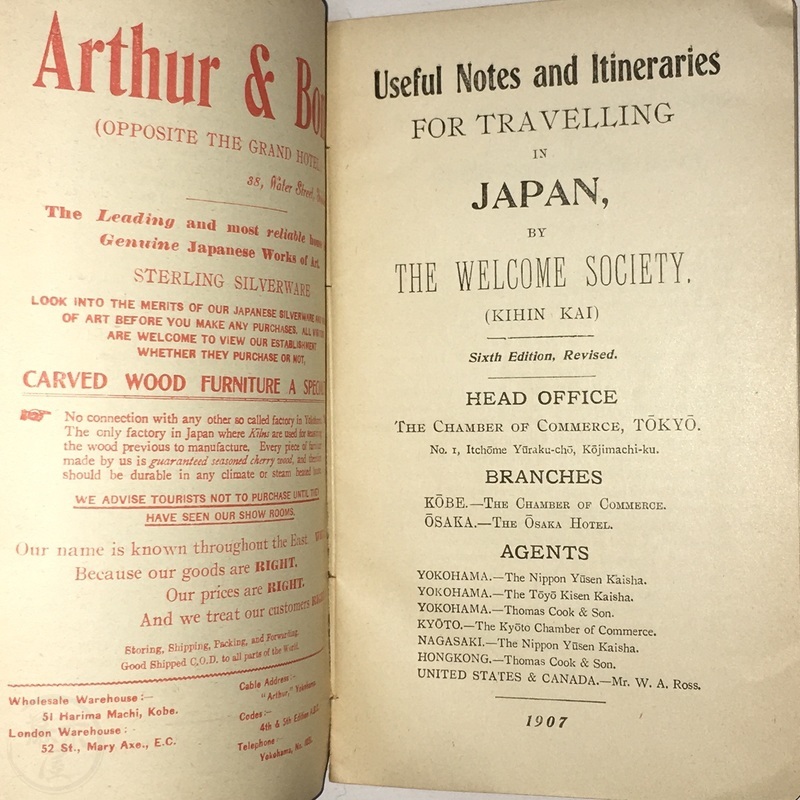 Arthur &
(OPPOSITE THE GRAND HOTEL
38, Water Street,
The Leading and most reliable
Genuine Japanese Works of Art.
STERLING SILVERWARE
LOOK INTO THE MERITS OF OUR JAPANESE SILVERWARE
OF ART BEFORE YOU MAKE ANY PURCHASES. ALL
ARE WELCOME TO VIEW OUR ESTABLISHMENT
WHETHER THEY PURCHASE OR NOT,
CARVED WOOD FURNITURE A
No connection with any other so called factory in Yokohama
The only factory in Japan where Kilns are used for
the wood previous to manufacture. Every piece of
made by us is guaranteed seasoned cherry wood, and
should be durable in any climate or steam heated
WE ADVISE TOURISTS NOT TO PURCHASE UNTIL THEY
HAVE SEEN OUR SHOW ROOMS.
Our name is known throughout the East
Because our goods are RIGHT.
Our prices are RIGHT.
And we treat our customers
Storing, Shipping, Packing, and Forwarding.
Good Shipped C.O.D. to all parts of the World.
Wholesale Warehouse :—
51 Harima Machi, Kobe.
London Warehouse :
52 St., Mary Axe., E.C.
Cable Address :-
"Arthur," Yokohama.
Codes:-
4th & 5th Edition A.B.C.
Telephone
Yokohama, No.
Useful Notes and Itineraries
FOR TRAVELLING
IN
JAPAN,
BY
THE WELCOME SOCIETY.
(KIHIN KAI)
Sixth Edition, Revised.
HEAD OFFICE
THE CHAMBER OF COMMERCE, TŌKYŌ.
No. 1, Itchōme Yūraku-chō, Kōjimachi-ku.
BRANCHES
KŌBE.—THE CHAMBER OF COMMERCE.
ŌSAKA.—THE ŌSAKA HOTEL.
AGENTS
YOKOHAMA.—The Nippon Yūsen Kaisha.
YOKOHAMA.—The Tōyō Kisen Kaisha.
YOKOHAMA.—Thomas Cook & Son.
KYŌTO.—The Kyōto Chamber of Commerce.
NAGASAKI.—The Nippon Yūsen Kaisha.
HONGKONG.—Thomas Cook & Son.
UNITED STATES & CANADA.—Mr. W. A. Ross.
1907